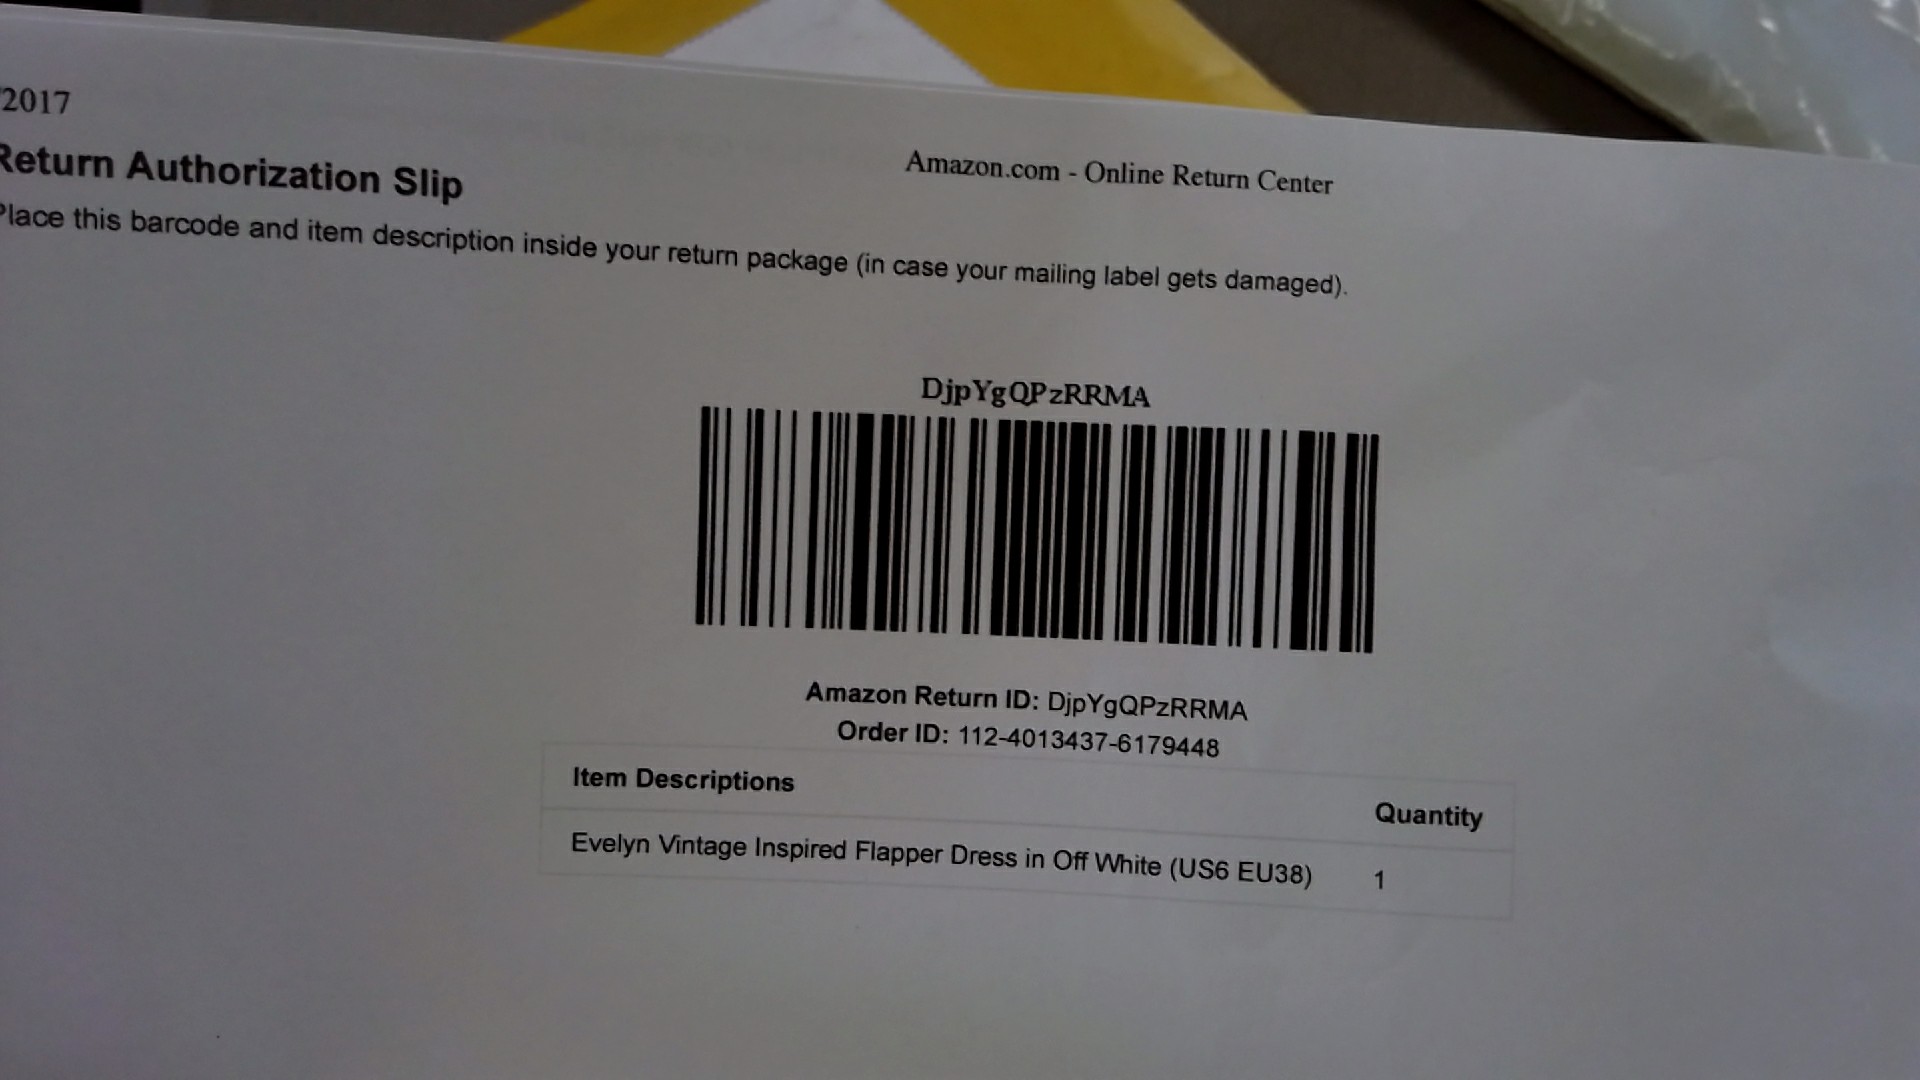 2017
Amazon.com - Online Return Center
Return Authorization Slip
Place this barcode and item description inside your return package (in case your mailing label gets damaged).
DjpYgQPzRRMA
Amazon Return ID: DjpYgQPzRRMA
Order ID: 112-4013437-6179448
Item Descriptions Quantity
Evelyn Vintage Inspired Flapper Dress in Off White (US6 EU38) 1